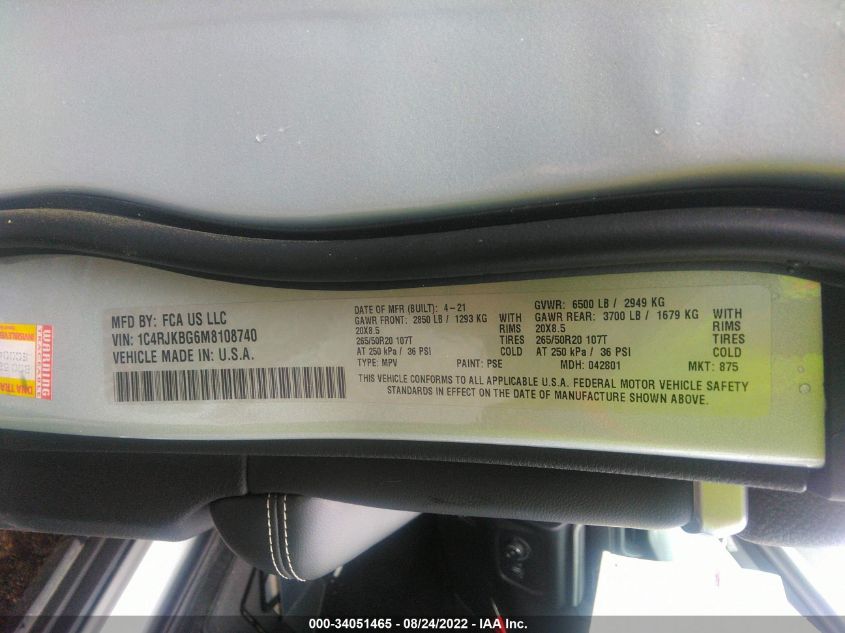 MFD BY: FCA US LLC
VIN: 1C4RJKBG6M8108740
VEHICLE MADE IN U.S.A.
DATE OF MFR (BUILT): 4-21
GAWR FRONT: 2850 LB / 1293 KG WITH
20X8.5 RIMS
265/50R20 107T TIRES
AT 250 kPa / 36 PSI COLD
TYPE: MPV PAINT: PSE
GVWR: 6500 LB / 2949 KG
GAWR REAR: 3700 LB / 1679 KG WITH
20X8.5 RIMS
265/50R20 107T TIRES
AT 250 kPa / 36 PSI COLD
MDH: 042801 MKT: 875
THIS VEHICLE CONFORMS TO ALL APPLICABLE U.S.A. FEDERAL MOTOR VEHICLE SAFETY
STANDARDS IN EFFECT ON THE DATE OF MANUFACTURE SHOWN ABOVE.
WARNING
DNA TRA
000-34051465 - 08/24/2022 - IAA Inc.